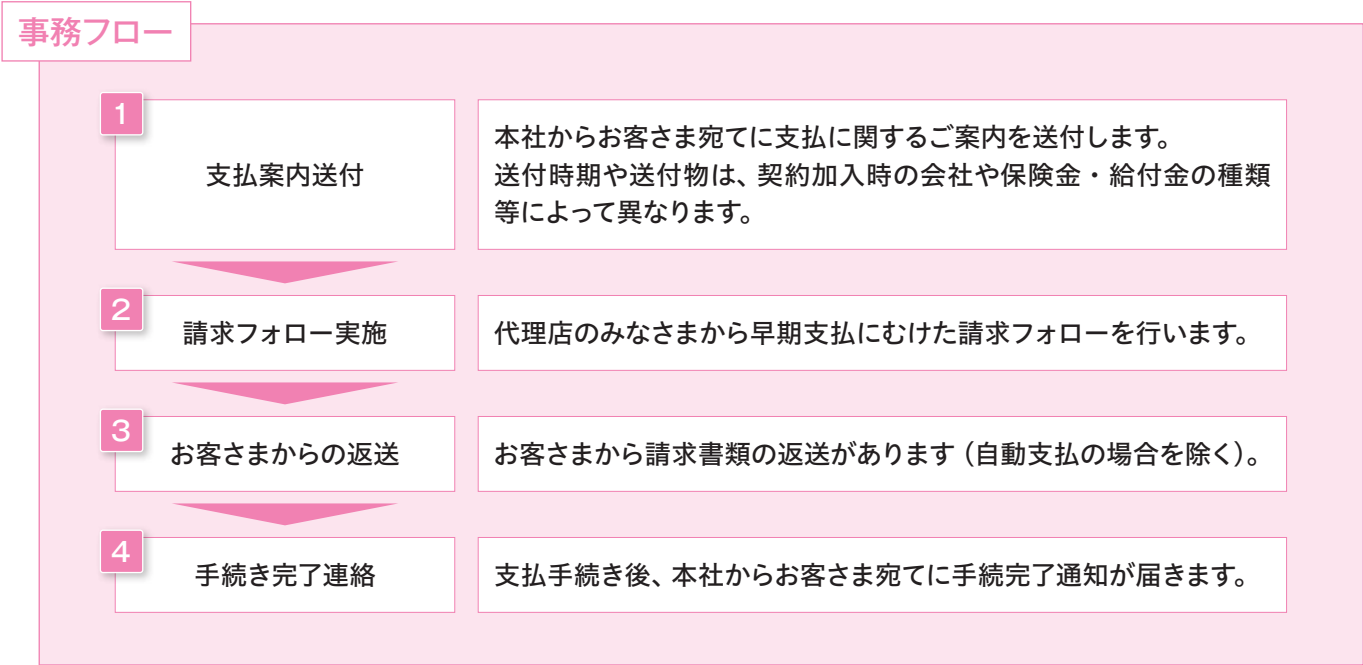 事務フロー
1
支払案内送付
本社からお客さま宛てに支払に関するご案内を送付します。
送付時期や送付物は、契約加入時の会社や保険金・給付金の種類
等によって異なります。
2
請求フォロー実施
代理店のみなさまから早期支払にむけた請求フォローを行います。
3
お客さまからの返送
お客さまから請求書類の返送があります（自動支払の場合を除く）。
4
手続き完了連絡
支払手続き後、本社からお客さま宛てに手続完了通知が届きます。